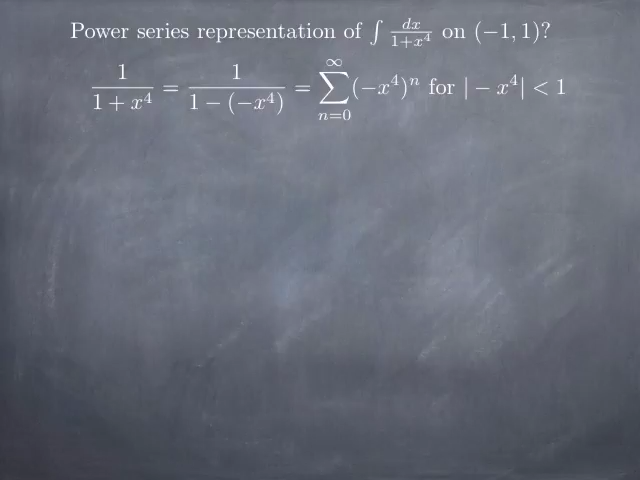 Power series representation of ∫ dx/(1+x⁴) on (−1, 1)?
1/(1 + x⁴) = 1/(1 − (−x⁴)) = ∑_{n=0}^{∞} (−x⁴)ⁿ for | − x⁴| < 1